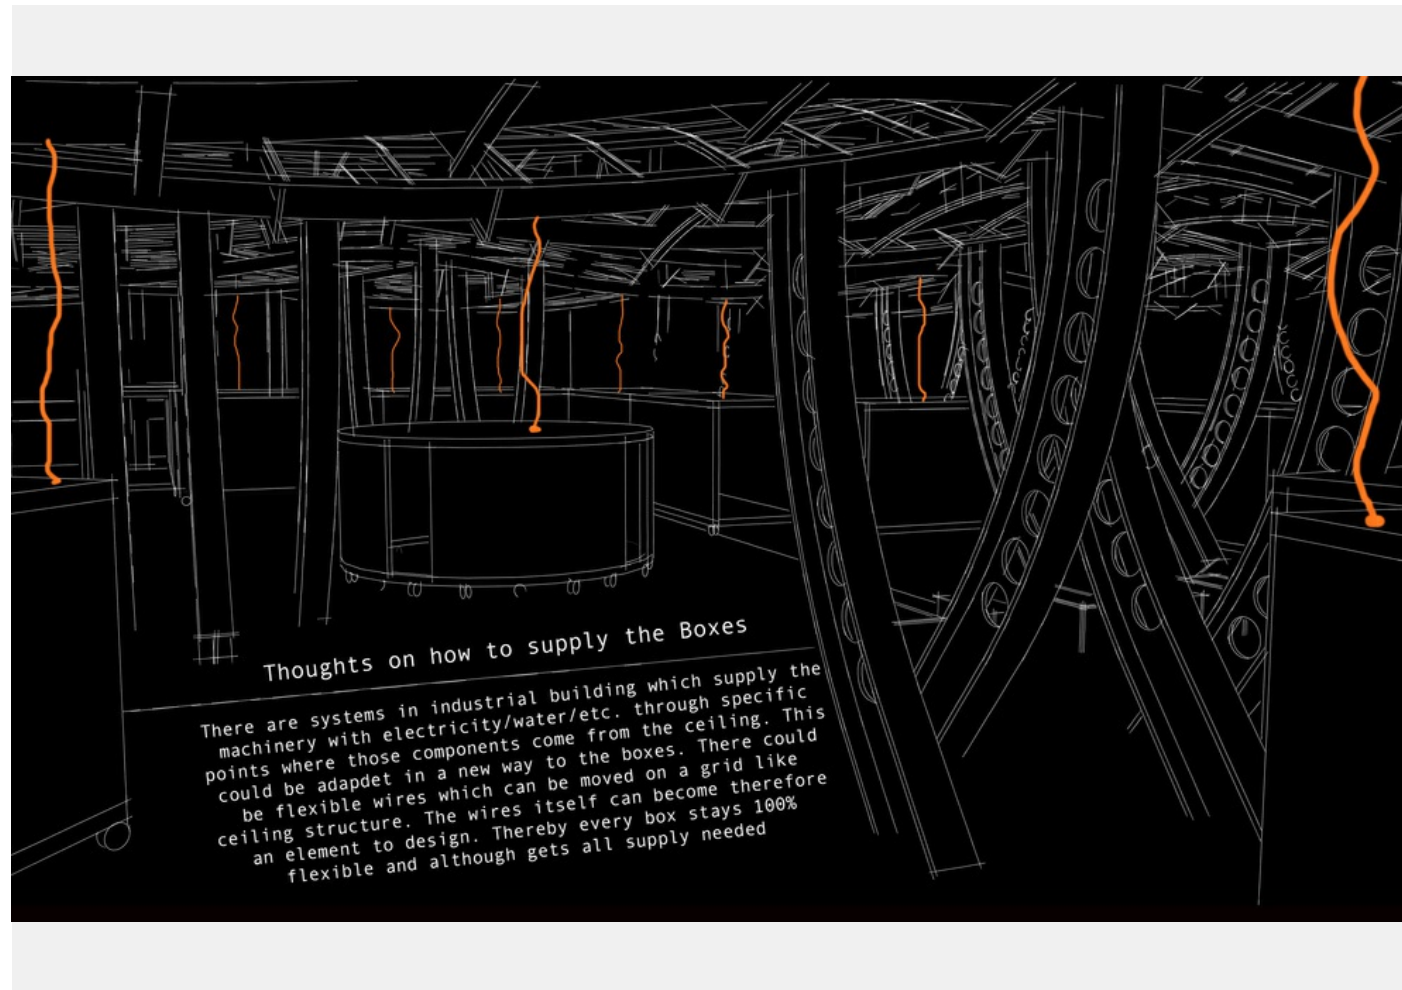 Thoughts on how to supply the Boxes
There are systems in industrial building which supply the
machinery with electricity/water/etc. through specific
points where those components come from the ceiling. This
could be adapdet in a new way to the boxes. There could
be flexible wires which can be moved on a grid like
ceiling structure. The wires itself can become therefore
an element to design. Thereby every box stays 100%
flexible and although gets all supply needed